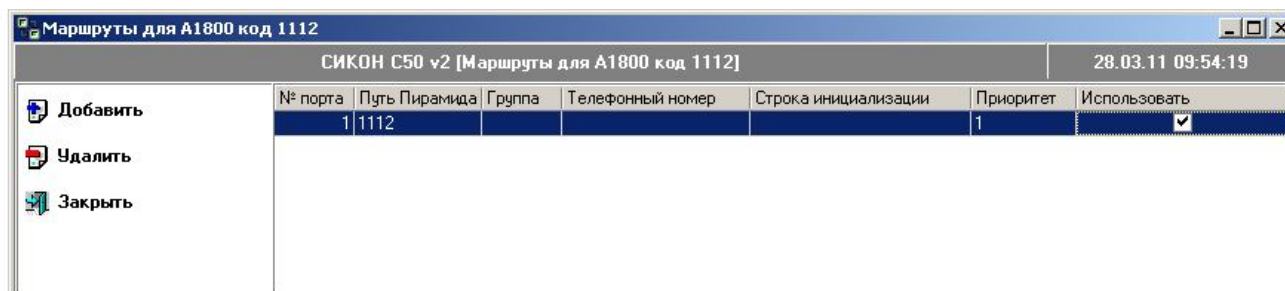 Маршруты для А1800 код 1112
СИКОН С50 v2 [Маршруты для А1800 код 1112] 28.03.11 09:54:19
Добавить
Удалить
Закрыть
№ порта Путь Пирамида Группа Телефонный номер Строка инициализации Приоритет Использовать
1 1112 1